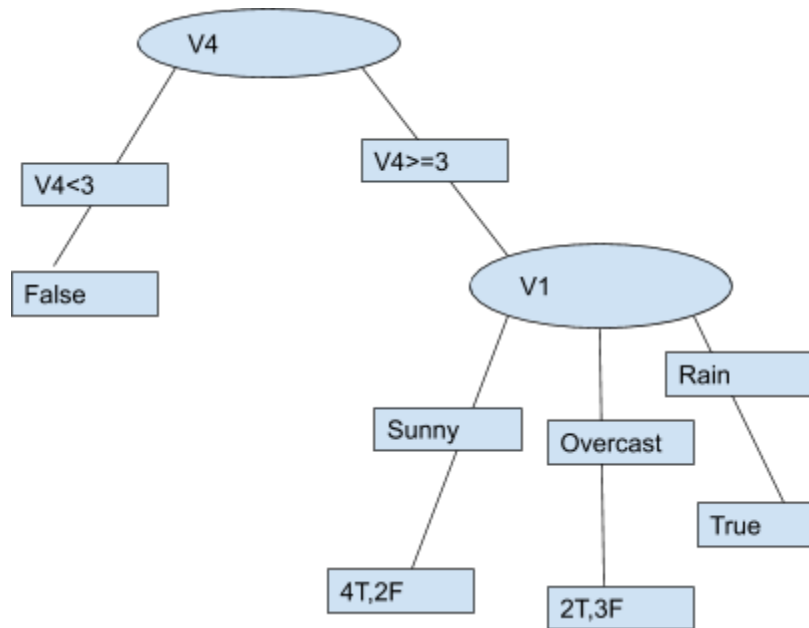 V4
V4<3
V4>=3
False
V1
Rain
Sunny
Overcast
True
4T,2F
2T,3F